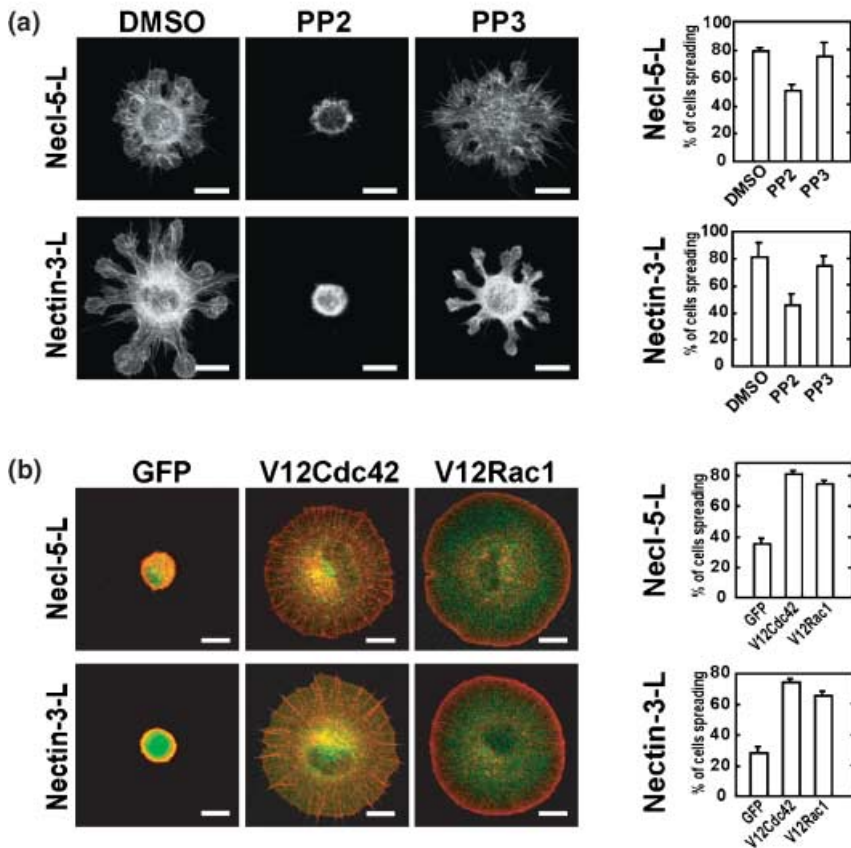 (a)
DMSO PP2 PP3
Necl-5-L
Nectin-3-L
Necl-5-L
% of cells spreading
100
80
60
40
20
0
DMSO
PP2
PP3
Nectin-3-L
% of cells spreading
100
80
60
40
20
0
DMSO
PP2
PP3
(b)
GFP V12Cdc42 V12Rac1
Necl-5-L
Nectin-3-L
Necl-5-L
% of cells spreading
80
60
40
20
0
GFP
V12Cdc42
V12Rac1
Nectin-3-L
% of cells spreading
80
60
40
20
0
GFP
V12Cdc42
V12Rac1